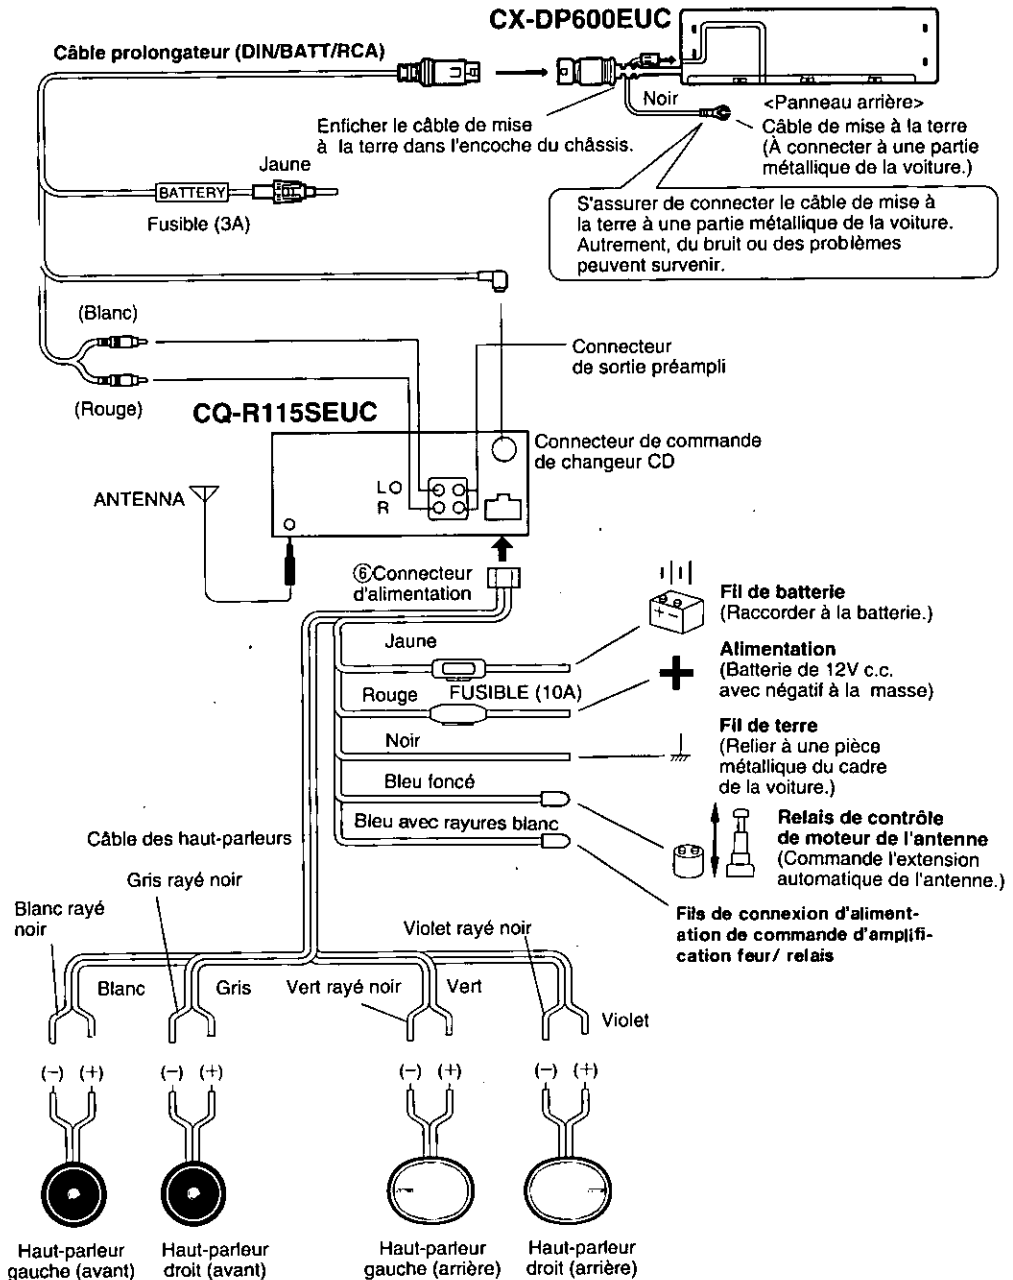 CX-DP600EUC
Câble prolongateur (DIN/BATT/RCA)
Noir
<Panneau arrière>
Enficher le câble de mise
à la terre dans l'encoche du châssis.
Câble de mise à la terre
(À connecter à une partie
métallique de la voiture.)
Jaune
BATTERY
Fusible (3A)
S'assurer de connecter le câble de mise à
la terre à une partie métallique de la voiture.
Autrement, du bruit ou des problèmes
peuvent survenir.
(Blanc)
Connecteur
de sortie préampli
(Rouge)
CQ-R115SEUC
Connecteur de commande
de changeur CD
L
R
ANTENNA
⑥Connecteur
d'alimentation
Fil de batterie
(Raccorder à la batterie.)
Jaune
Alimentation
(Batterie de 12V c.c.
avec négatif à la masse)
Rouge
FUSIBLE (10A)
Fil de terre
(Relier à une pièce
métallique du cadre
de la voiture.)
Noir
Bleu foncé
Bleu avec rayures blanc
Relais de contrôle
de moteur de l'antenne
(Commande l'extension
automatique de l'antenne.)
Câble des haut-parleurs
Fils de connexion d'aliment-
ation de commande d'amplifi-
cation feur/ relais
Gris rayé noir
Blanc rayé
noir
Violet rayé noir
Blanc
Gris
Vert rayé noir
Vert
Violet
(−) (+)
(−) (+)
(−) (+)
(−) (+)
Haut-parleur
gauche (avant)
Haut-parleur
droit (avant)
Haut-parleur
gauche (arrière)
Haut-parleur
droit (arrière)